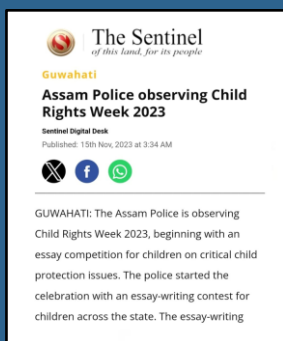 The Sentinel
of this land, for its people
Guwahati
Assam Police observing Child
Rights Week 2023
Sentinel Digital Desk
Published: 15th Nov, 2023 at 3:34 AM
GUWAHATI: The Assam Police is observing
Child Rights Week 2023, beginning with an
essay competition for children on critical child
protection issues. The police started the
celebration with an essay-writing contest for
children across the state. The essay-writing